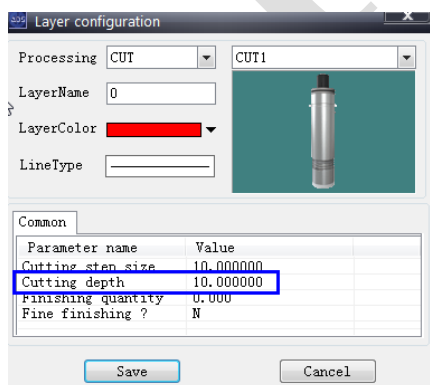 Layer configuration
Processing CUT CUT1
LayerName 0
LayerColor
LineType
Common
Parameter name Value
Cutting step size 10.000000
Cutting depth 10.000000
Finishing quantity 0.000
Fine finishing ? N
Save Cancel